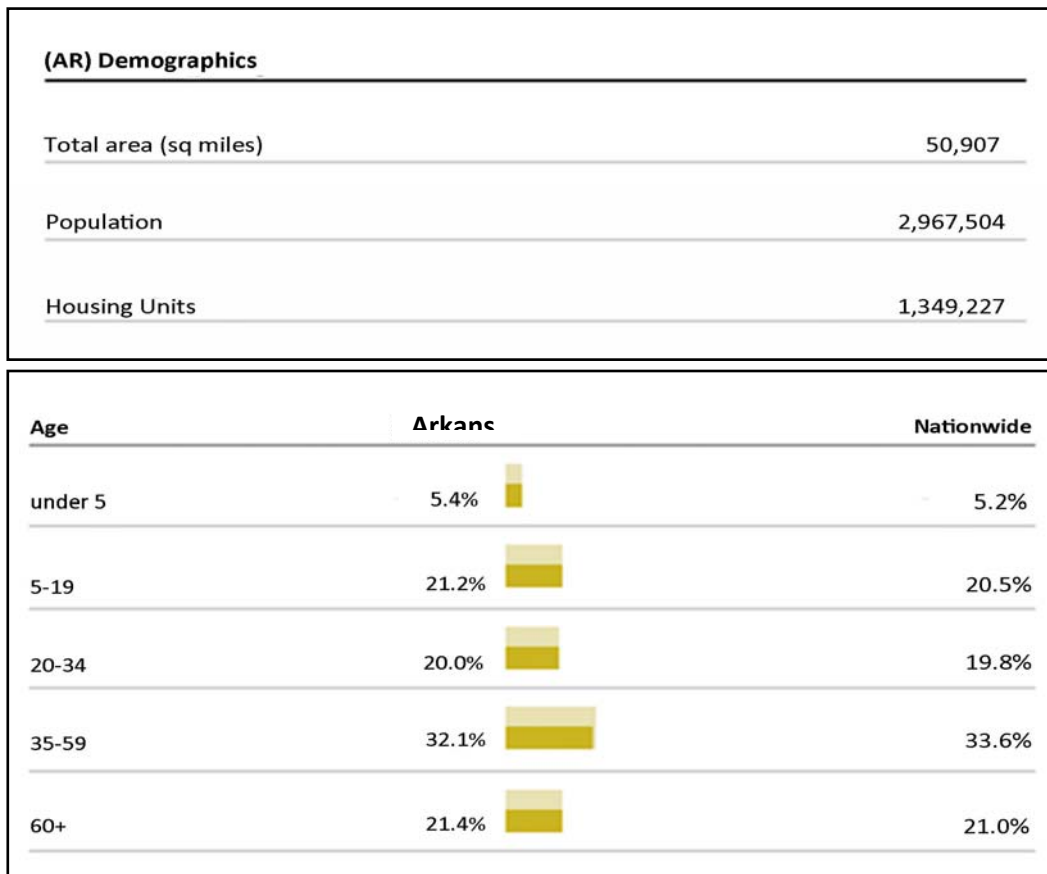 (AR) Demographics
Total area (sq miles) 50,907
Population 2,967,504
Housing Units 1,349,227
Age Arkans Nationwide
under 5 5.4% 5.2%
5-19 21.2% 20.5%
20-34 20.0% 19.8%
35-59 32.1% 33.6%
60+ 21.4% 21.0%